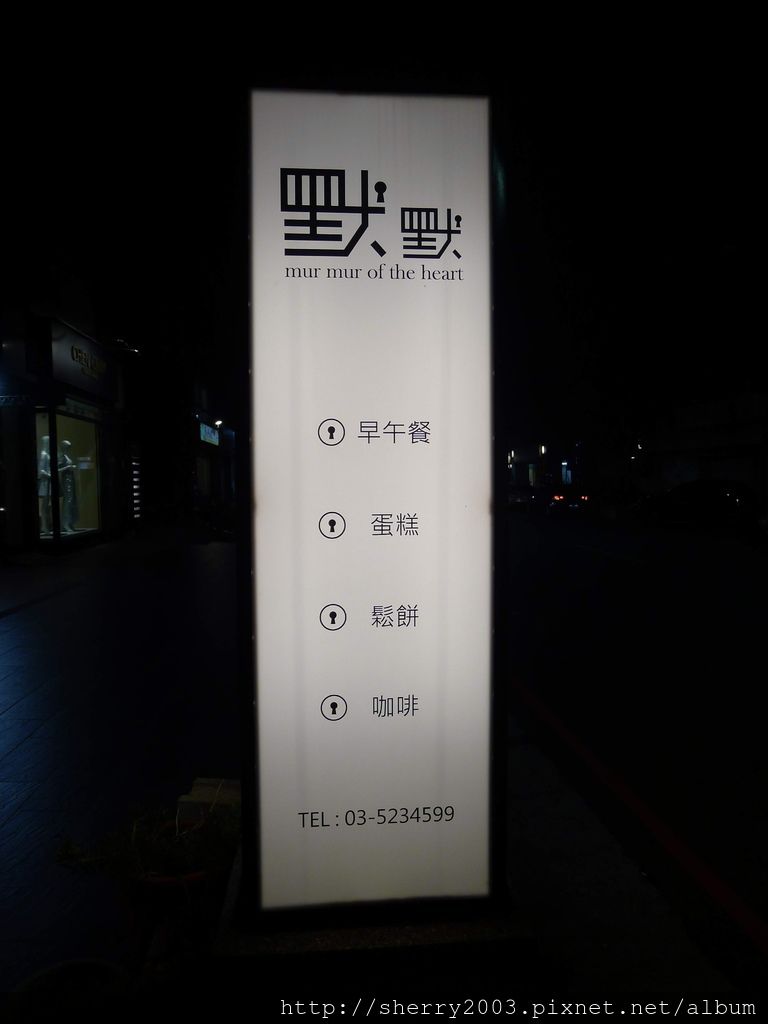 默默
mur mur of the heart
早午餐
蛋糕
鬆餅
咖啡
TEL : 03-5234599
http://sherry2003.pixnet.net/album